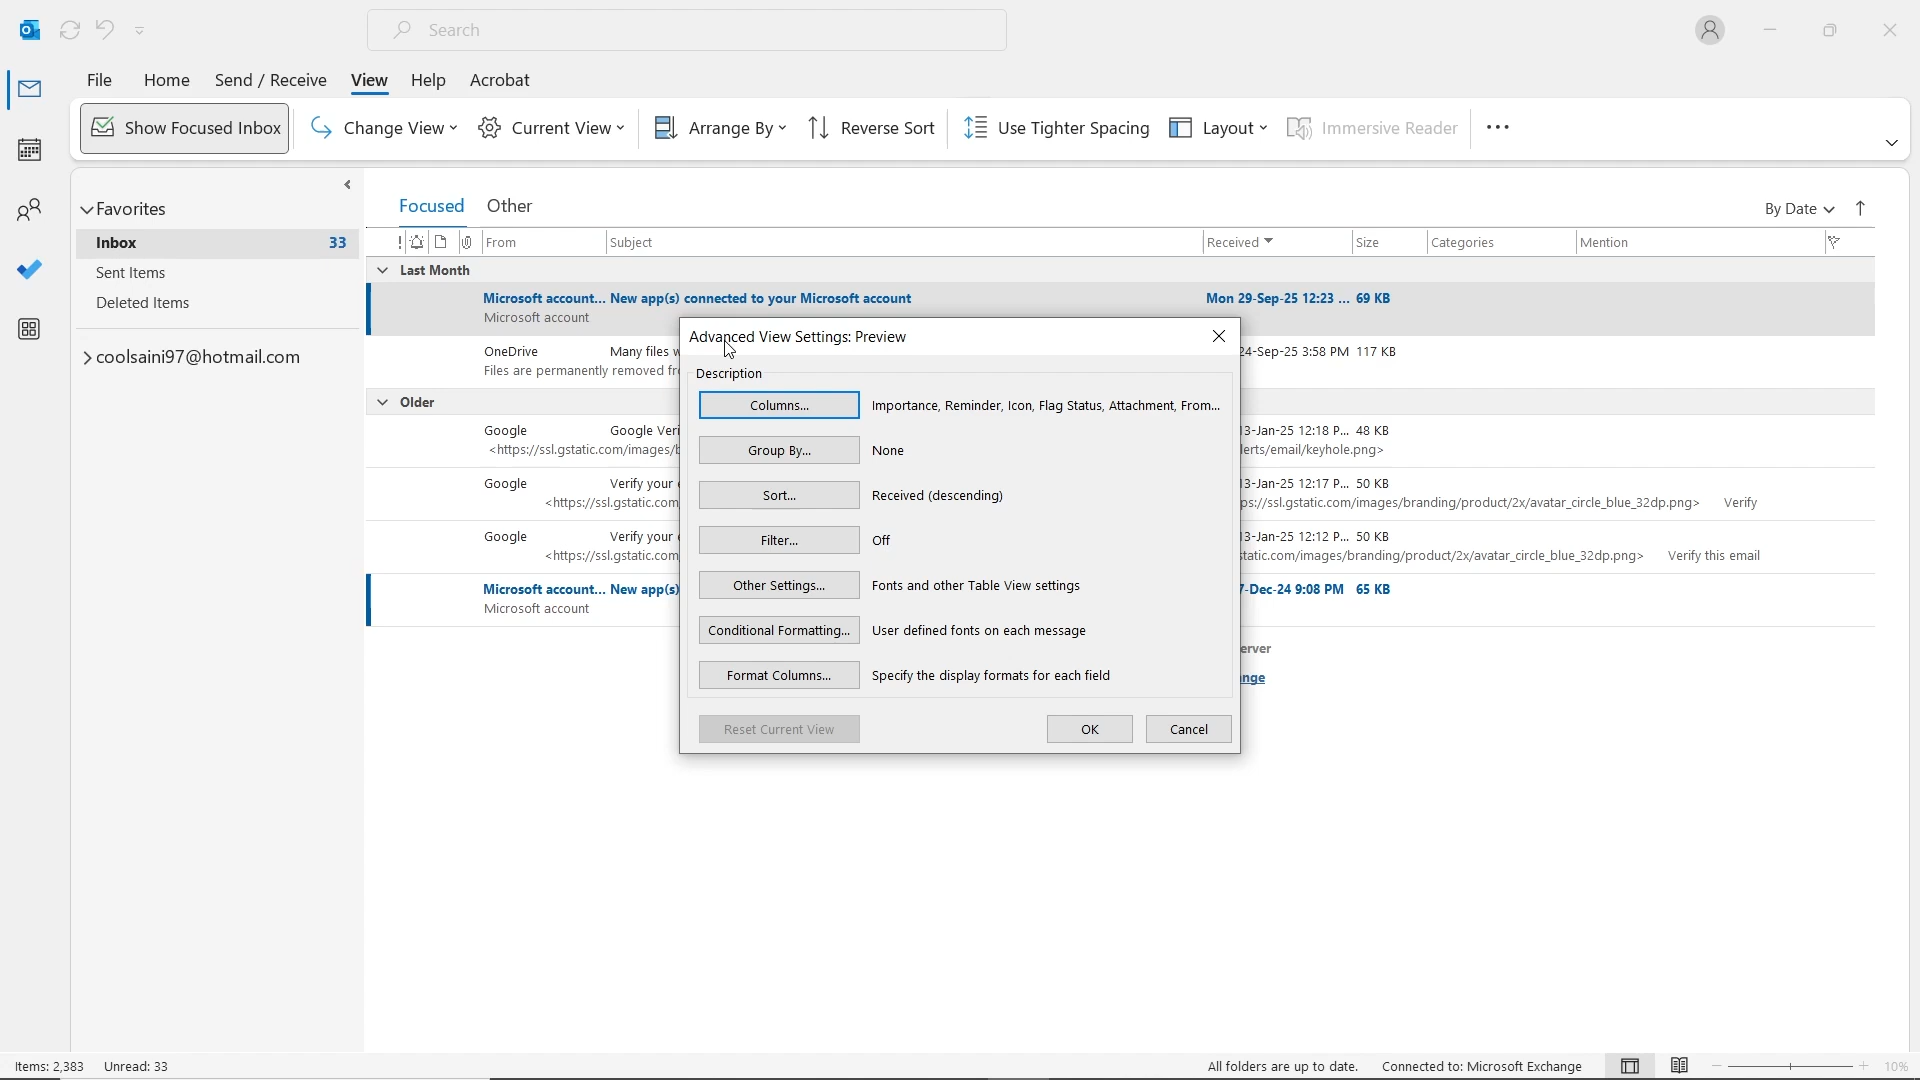 Search
File Home Send / Receive View Help Acrobat
Show Focused Inbox Change View Current View Arrange By Reverse Sort Use Tighter Spacing Layout Immersive Reader
Favorites
Inbox 33
Sent Items
Deleted Items
coolsaini97@hotmail.com
Focused Other By Date
! From Subject Received Size Categories Mention
Last Month
Microsoft account... New app(s) connected to your Microsoft account Mon 29-Sep-25 12:23 ... 69 KB
Microsoft account
OneDrive Many files 24-Sep-25 3:58 PM 117 KB
Files are permanently removed
Older
Google Google 13-Jan-25 12:18 P... 48 KB
<https://ssl.gstatic.com/images/ erts/email/keyhole.png>
Google Verify your 13-Jan-25 12:17 P... 50 KB
<https://ssl.gstatic.com ps://ssl.gstatic.com/images/branding/product/2x/avatar_circle_blue_32dp.png> Verify
Google Verify your 13-Jan-25 12:12 P... 50 KB
<https://ssl.gstatic.com static.com/images/branding/product/2x/avatar_circle_blue_32dp.png> Verify this email
Microsoft account... New app(s) 7-Dec-24 9:08 PM 65 KB
Microsoft account
erver
nge
Advanced View Settings: Preview
Description
Columns... Importance, Reminder, Icon, Flag Status, Attachment, From...
Group By... None
Sort... Received (descending)
Filter... Off
Other Settings... Fonts and other Table View settings
Conditional Formatting... User defined fonts on each message
Format Columns... Specify the display formats for each field
Reset Current View OK Cancel
Items: 2,383 Unread: 33 All folders are up to date. Connected to: Microsoft Exchange 10%